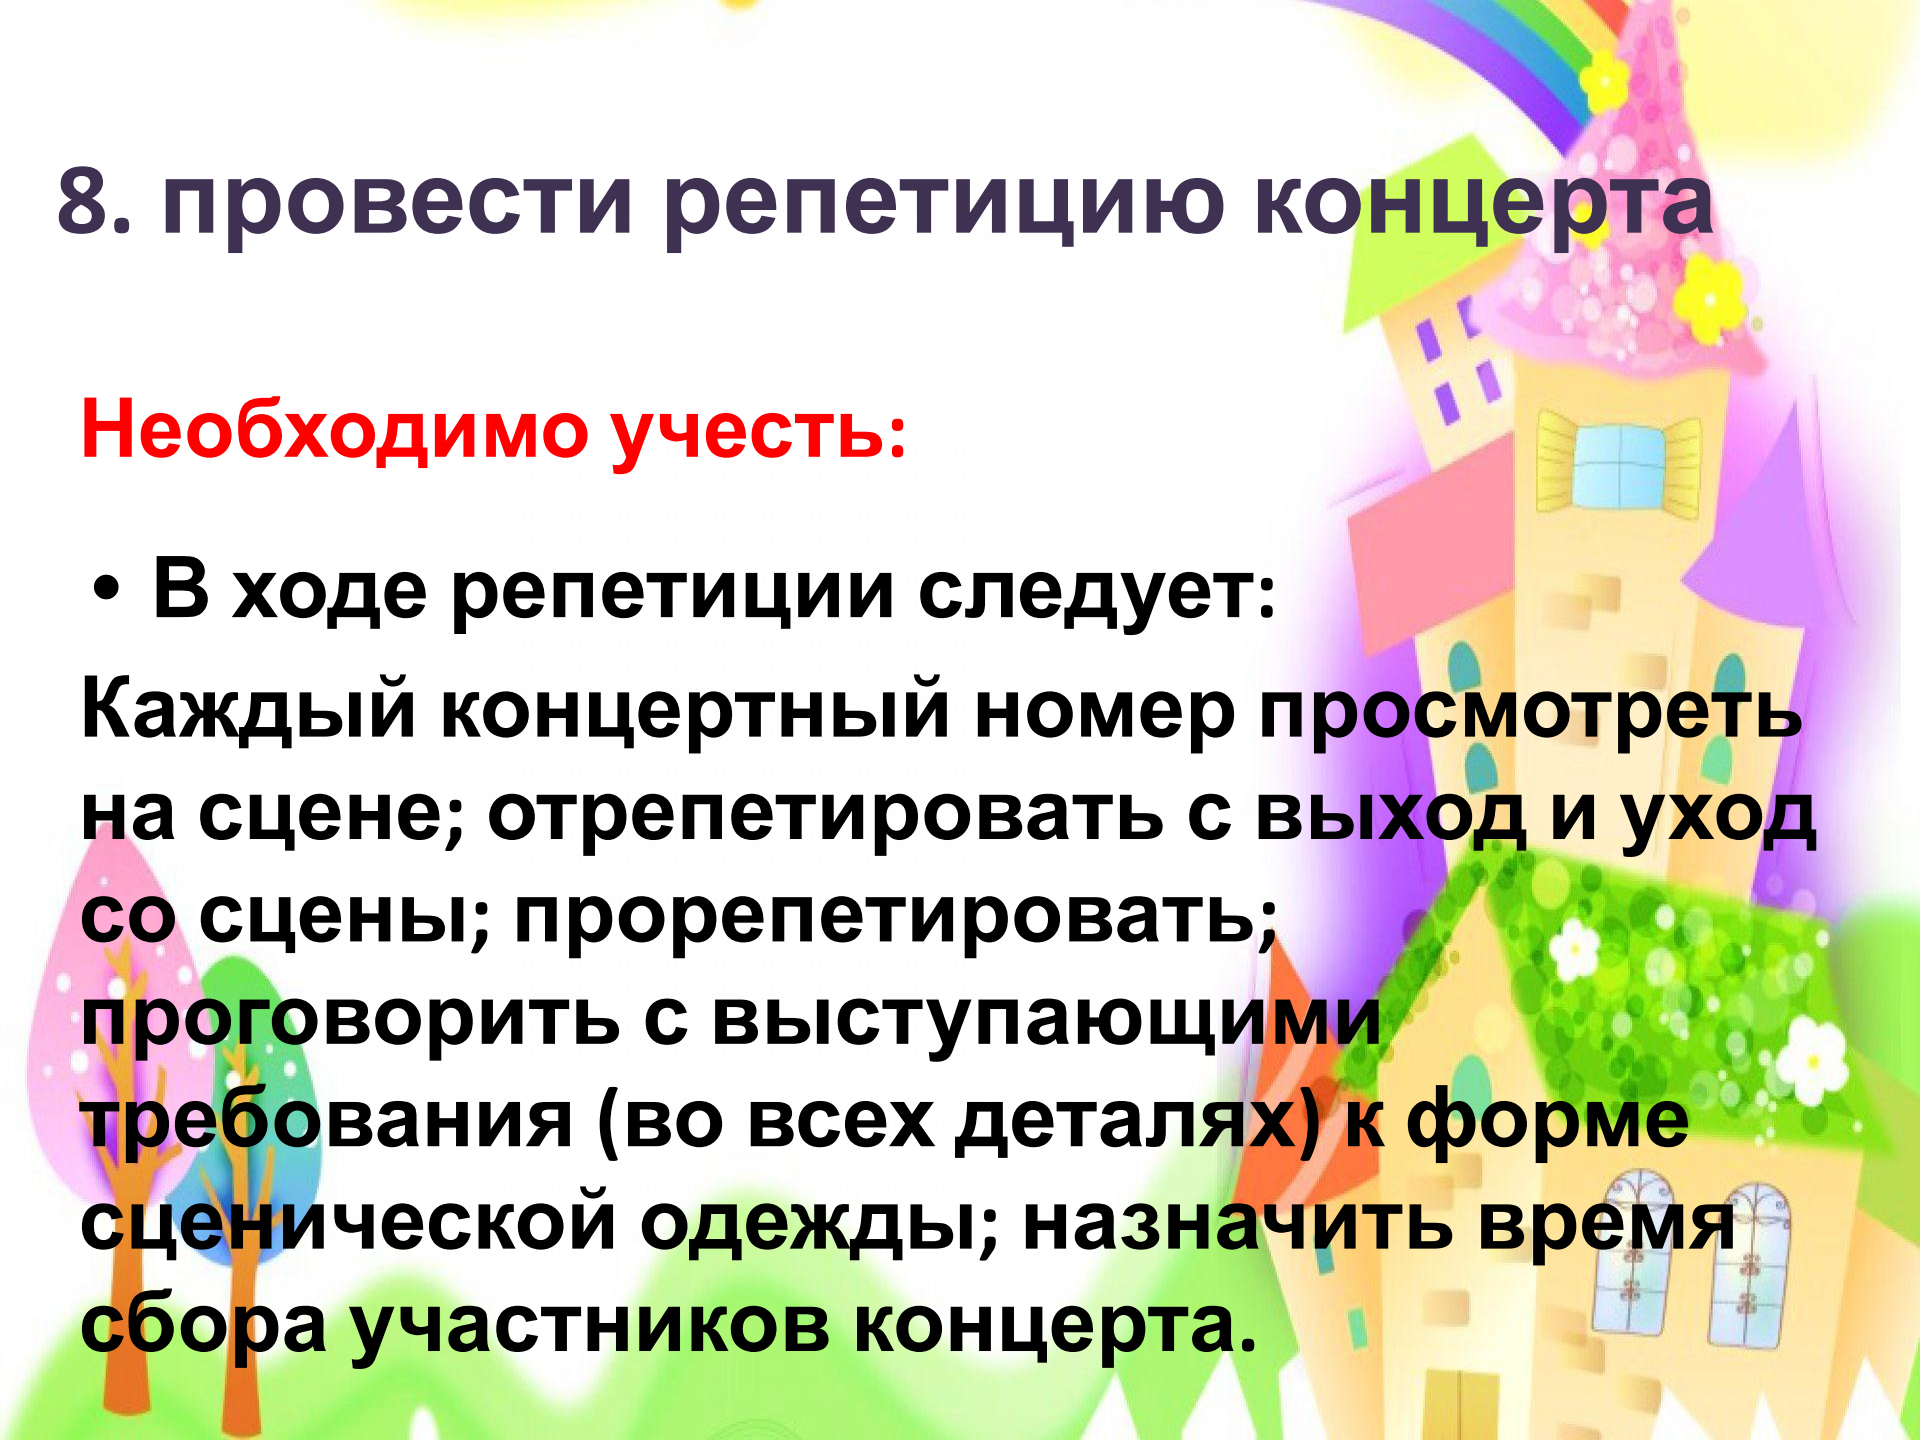 8. провести репетицию концерта
Необходимо учесть:
• В ходе репетиции следует:
Каждый концертный номер просмотреть
на сцене; отрепетировать с выход и уход
со сцены; прорепетировать;
проговорить с выступающими
требования (во всех деталях) к форме
сценической одежды; назначить время
сбора участников концерта.